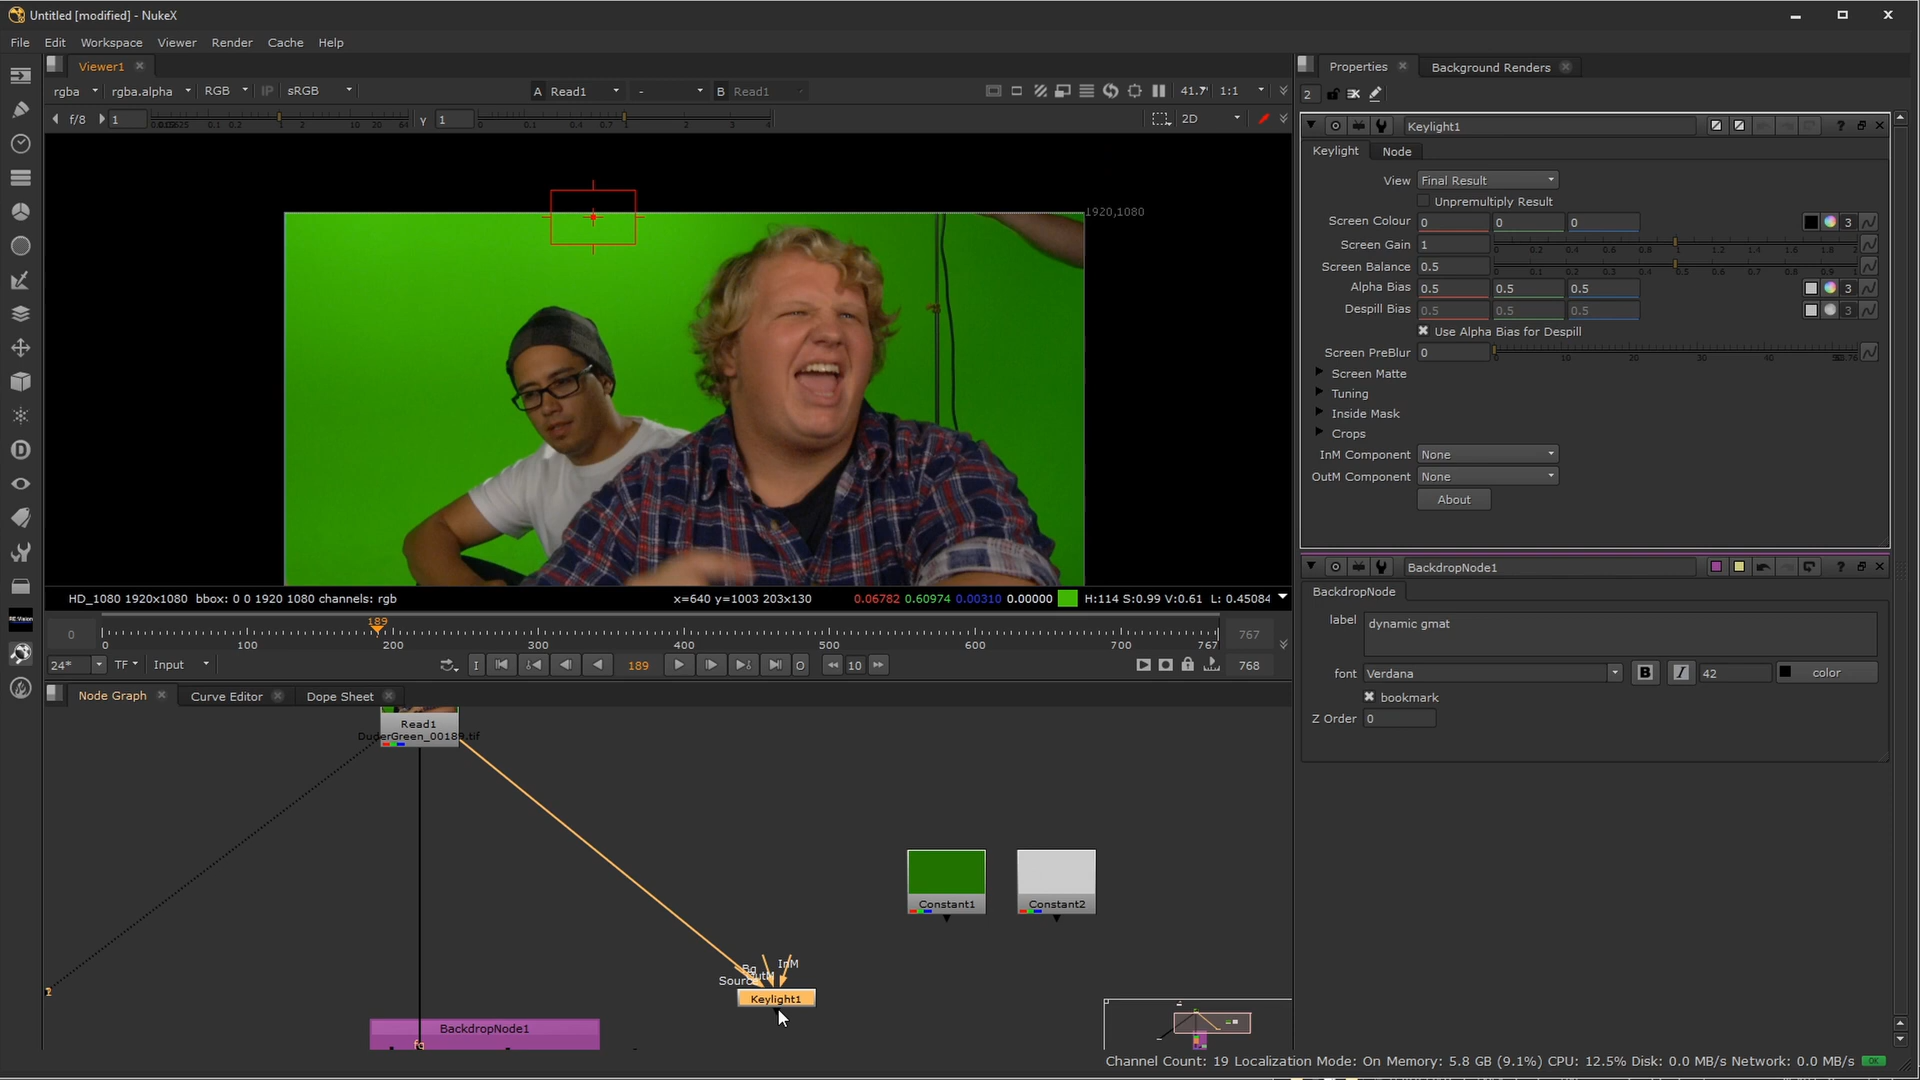 Untitled [modified] - NukeX
File Edit Workspace Viewer Render Cache Help
Viewer1
rgba rgba.alpha RGB IP sRGB A Read1 - B Read1 41.7 1:1
f/8 1 Y 1 2D
1920,1080
HD_1080 1920x1080 bbox: 0 0 1920 1080 channels: rgb x=640 y=1003 203x130 0.06782 0.60974 0.00310 0.00000 H:114 S:0.99 V:0.61 L: 0.45084
189
0 0 100 200 300 400 500 600 700 767 767
24* TF Input I 189 O 10 768
Node Graph Curve Editor Dope Sheet
Read1
DuderGreen_00189.tif
Constant1 Constant2
Bg InM
OutM
Source
Keylight1
BackdropNode1
fg
Properties Background Renders
2
Keylight1
Keylight Node
View Final Result
Unpremultiply Result
Screen Colour 0 0 0 3
Screen Gain 1
Screen Balance 0.5
Alpha Bias 0.5 0.5 0.5 3
Despill Bias 0.5 0.5 0.5 3
Use Alpha Bias for Despill
Screen PreBlur 0
Screen Matte
Tuning
Inside Mask
Crops
InM Component None
OutM Component None
About
BackdropNode1
BackdropNode
label dynamic gmat
font Verdana B I 42 color
bookmark
Z Order 0
Channel Count: 19 Localization Mode: On Memory: 5.8 GB (9.1%) CPU: 12.5% Disk: 0.0 MB/s Network: 0.0 MB/s OK